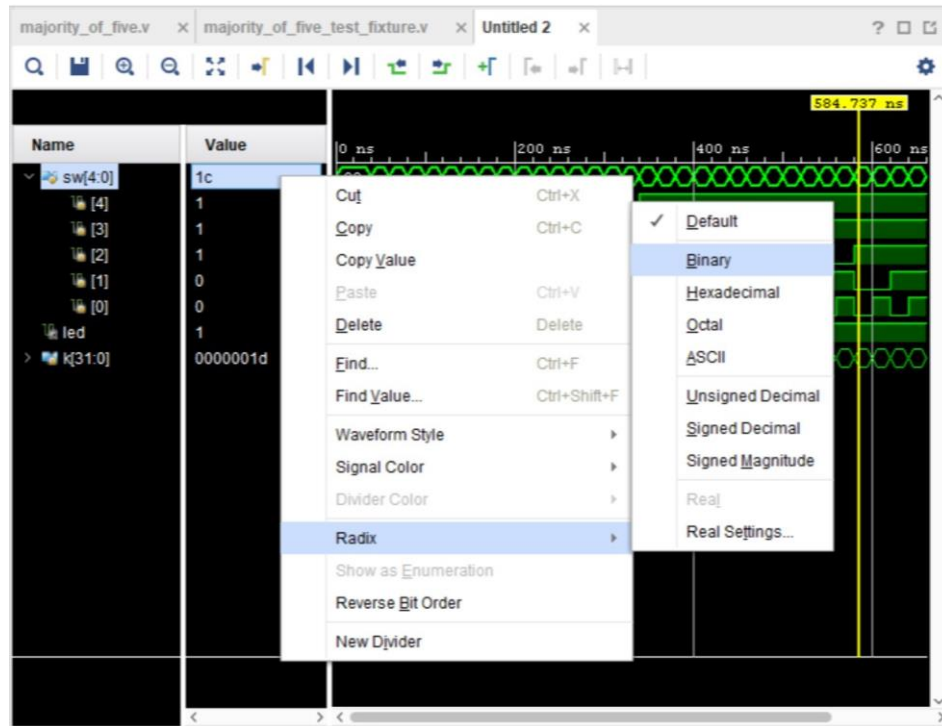 majority_of_five.v × majority_of_five_test_fixture.v × Untitled 2 ×
584.737 ns
Name Value
0 ns 200 ns 400 ns 600 ns
sw[4:0] 1c
[4] 1
[3] 1
[2] 1
[1] 0
[0] 0
led 1
k[31:0] 0000001d
Cut Ctrl+X
Copy Ctrl+C
Copy Value
Paste Ctrl+V
Delete Delete
Find... Ctrl+F
Find Value... Ctrl+Shift+F
Waveform Style
Signal Color
Divider Color
Radix
Show as Enumeration
Reverse Bit Order
New Divider
Default
Binary
Hexadecimal
Octal
ASCII
Unsigned Decimal
Signed Decimal
Signed Magnitude
Real
Real Settings...